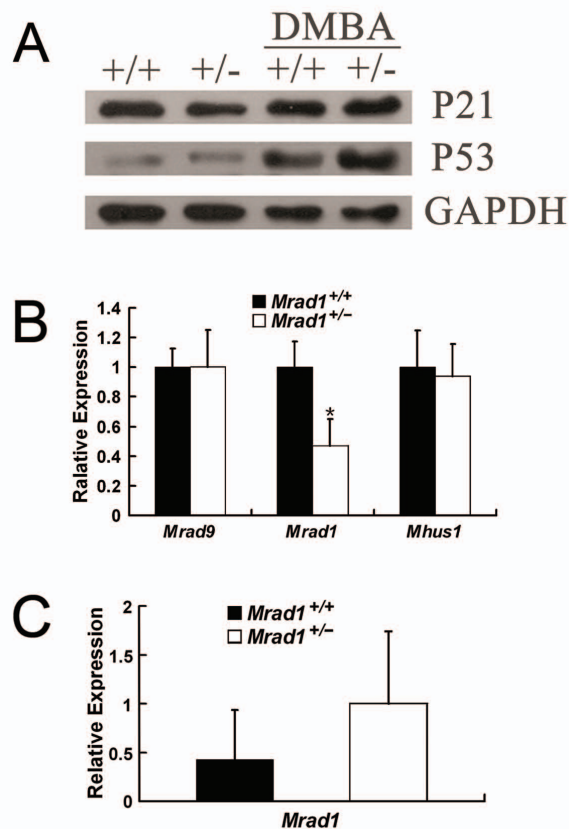 A
DMBA
+/+ +/- +/+ +/-
P21
P53
GAPDH
B
Mrad1+/+
Mrad1+/−
Ralative Expression
1.4
1.2
1
0.8
0.6
0.4
0.2
0
*
Mrad9 Mrad1 Mhus1
C
Mrad1+/+
Mrad1+/−
Relative Expression
2
1.5
1
0.5
0
Mrad1